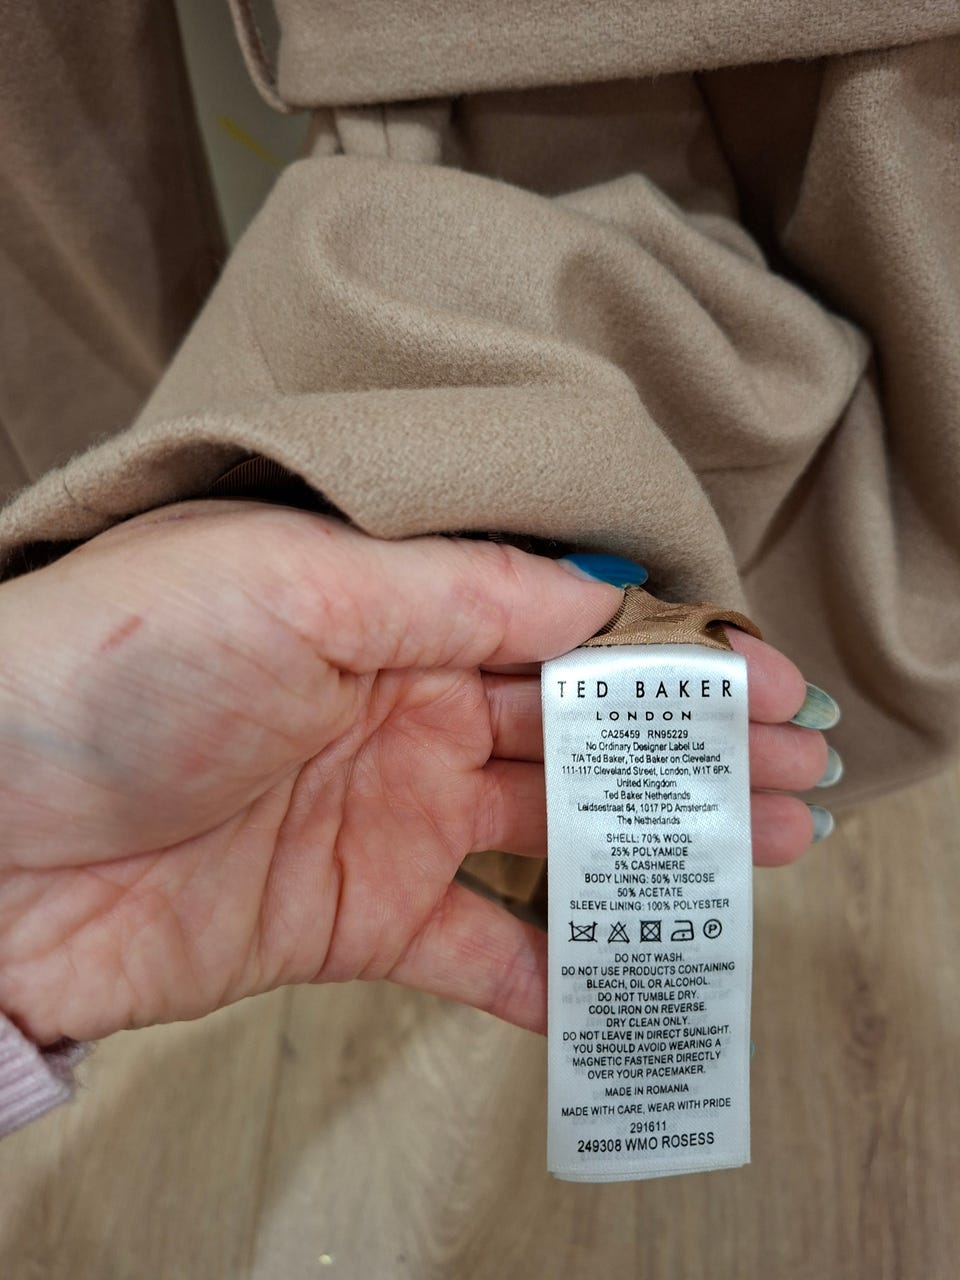 TED BAKER
LONDON
CA25459 RN95229
No Ordinary Designer Label Ltd
T/A Ted Baker, Ted Baker on Cleveland
111-117 Cleveland Street, London, W1T 6PX.
United Kingdom
Ted Baker Netherlands
Leidsestraat 64, 1017 PD Amsterdam
The Netherlands
SHELL: 70% WOOL
25% POLYAMIDE
5% CASHMERE
BODY LINING: 50% VISCOSE
50% ACETATE
SLEEVE LINING: 100% POLYESTER
P
DO NOT WASH.
DO NOT USE PRODUCTS CONTAINING
BLEACH, OIL OR ALCOHOL.
DO NOT TUMBLE DRY.
COOL IRON ON REVERSE.
DRY CLEAN ONLY.
DO NOT LEAVE IN DIRECT SUNLIGHT.
YOU SHOULD AVOID WEARING A
MAGNETIC FASTENER DIRECTLY
OVER YOUR PACEMAKER.
MADE IN ROMANIA
MADE WITH CARE, WEAR WITH PRIDE
291611
249308 WMO ROSESS